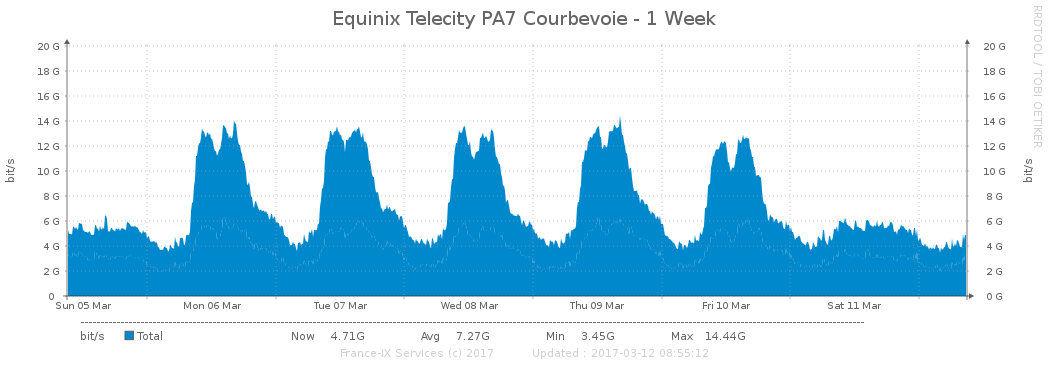 Equinix Telecity PA7 Courbevoie - 1 Week
RRDTOOL / TOBI OETIKER
20 G 20 G
18 G 18 G
16 G 16 G
14 G 14 G
12 G 12 G
10 G 10 G
8 G 8 G
6 G 6 G
4 G 4 G
2 G 2 G
0 0 G
bit/s bit/s
Sun 05 Mar Mon 06 Mar Tue 07 Mar Wed 08 Mar Thu 09 Mar Fri 10 Mar Sat 11 Mar
bit/s Total Now 4.71G Avg 7.27G Min 3.45G Max 14.44G
France-IX Services (c) 2017 Updated : 2017-03-12 08:55:12